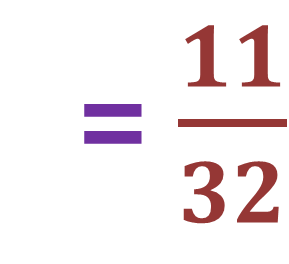 = 11/32